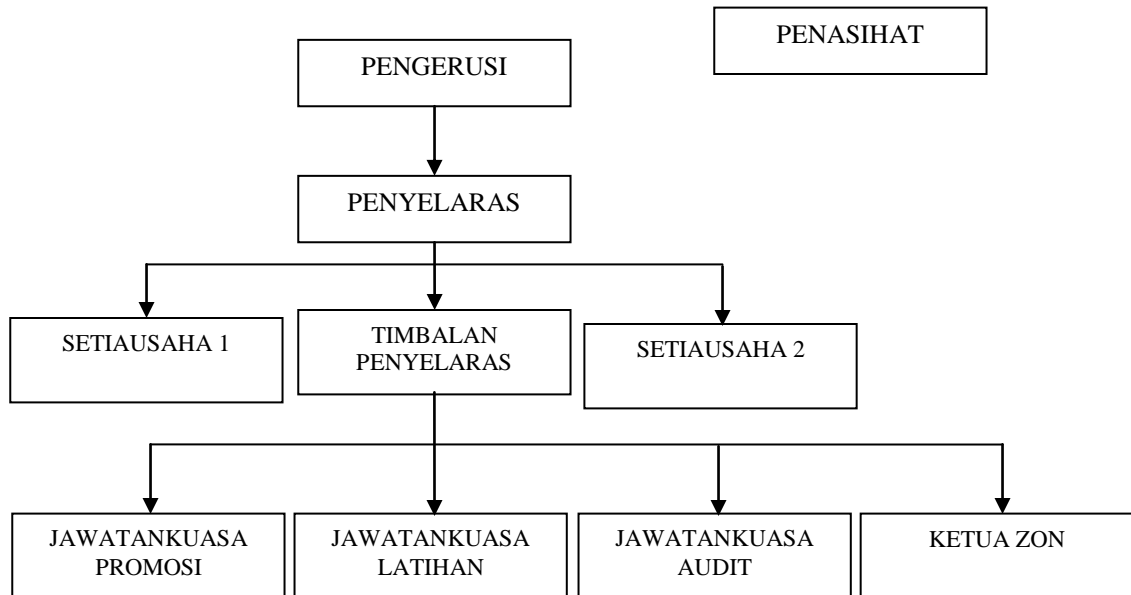 PENASIHAT
PENGERUSI
PENYELARAS
SETIAUSAHA 1
TIMBALAN
PENYELARAS
SETIAUSAHA 2
JAWATANKUASA
PROMOSI
JAWATANKUASA
LATIHAN
JAWATANKUASA
AUDIT
KETUA ZON